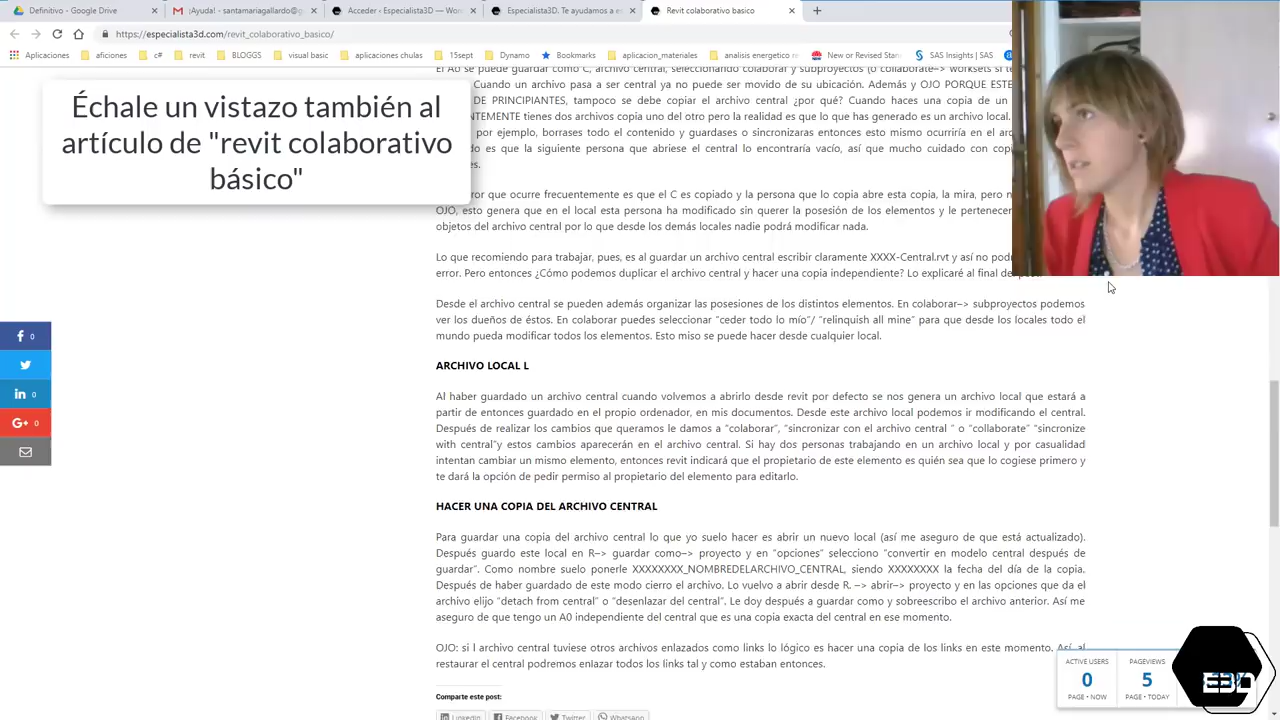 Definitivo
¡Ayuda! - santamariagallardo@g
Acceder ‹ Especialista3D — Wor
Especialista3D. Te ayudamos a es
Revit colaborativo basico
https://especialista3d.com/revit_colaborativo_basico/
Aplicaciones
aficiones
c#
revit
BLOGGS
visual basic
aplicaciones chulas
15sept
Dynamo
Bookmarks
aplicacion_materiales
analisis energetico re
New or Revised Stan
SAS Insights | SAS
Échale un vistazo también al
artículo de "revit colaborativo
básico"
El A0 se puede guardar como C, archivo central, seleccionando colaborar y subproyectos (o collaborate–> worksets si te
Cuando un archivo pasa a ser central ya no puede ser movido de su ubicación. Además y OJO PORQUE ESTE
DE PRINCIPIANTES, tampoco se debe copiar el archivo central ¿por qué? Cuando haces una copia de un
ENTEMENTE tienes dos archivos copia uno del otro pero la realidad es que lo que has generado es un archivo local.
por ejemplo, borrases todo el contenido y guardases o sincronizaras entonces esto mismo ocurriría en el arc
do es que la siguiente persona que abriese el central lo encontraría vacío, así que mucho cuidado con copi
es.
ror que ocurre frecuentemente es que el C es copiado y la persona que lo copia abre esta copia, la mira, pero n
OJO, esto genera que en el local esta persona ha modificado sin querer la posesión de los elementos y le pertenecen
objetos del archivo central por lo que desde los demás locales nadie podrá modificar nada.
Lo que recomiendo para trabajar, pues, es al guardar un archivo central escribir claramente XXXX-Central.rvt y así no podr
error. Pero entonces ¿Cómo podemos duplicar el archivo central y hacer una copia independiente? Lo explicaré al final del post.
Desde el archivo central se pueden además organizar las posesiones de los distintos elementos. En colaborar–> subproyectos podemos
ver los dueños de éstos. En colaborar puedes seleccionar "ceder todo lo mío"/ "relinquish all mine" para que desde los locales todo el
mundo pueda modificar todos los elementos. Esto miso se puede hacer desde cualquier local.
ARCHIVO LOCAL L
Al haber guardado un archivo central cuando volvemos a abrirlo desde revit por defecto se nos genera un archivo local que estará a
partir de entonces guardado en el propio ordenador, en mis documentos. Desde este archivo local podemos ir modificando el central.
Después de realizar los cambios que queramos le damos a "colaborar", "sincronizar con el archivo central " o "collaborate" "sincronize
with central"y estos cambios aparecerán en el archivo central. Si hay dos personas trabajando en un archivo local y por casualidad
intentan cambiar un mismo elemento, entonces revit indicará que el propietario de este elemento es quién sea que lo cogiese primero y
te dará la opción de pedir permiso al propietario del elemento para editarlo.
HACER UNA COPIA DEL ARCHIVO CENTRAL
Para guardar una copia del archivo central lo que yo suelo hacer es abrir un nuevo local (así me aseguro de que está actualizado).
Después guardo este local en R–> guardar como–> proyecto y en "opciones" selecciono "convertir en modelo central después de
guardar". Como nombre suelo ponerle XXXXXXXX_NOMBREDELARCHIVO_CENTRAL, siendo XXXXXXXX la fecha del día de la copia.
Después de haber guardado de este modo cierro el archivo. Lo vuelvo a abrir desde R. –> abrir–> proyecto y en las opciones que da el
archivo elijo "detach from central" o "desenlazar del central". Le doy después a guardar como y sobreescribo el archivo anterior. Así me
aseguro de que tengo un A0 independiente del central que es una copia exacta del central en ese momento.
OJO: si l archivo central tuviese otros archivos enlazados como links lo lógico es hacer una copia de los links en este momento. Así, al
restaurar el central podremos enlazar todos los links tal y como estaban entonces.
Comparte este post:
LinkedIn
Facebook
Twitter
Whatsapp
0
0
G+ 0
ACTIVE USERS
0
PAGE • NOW
PAGEVIEWS
5
PAGE • TODAY
E3D